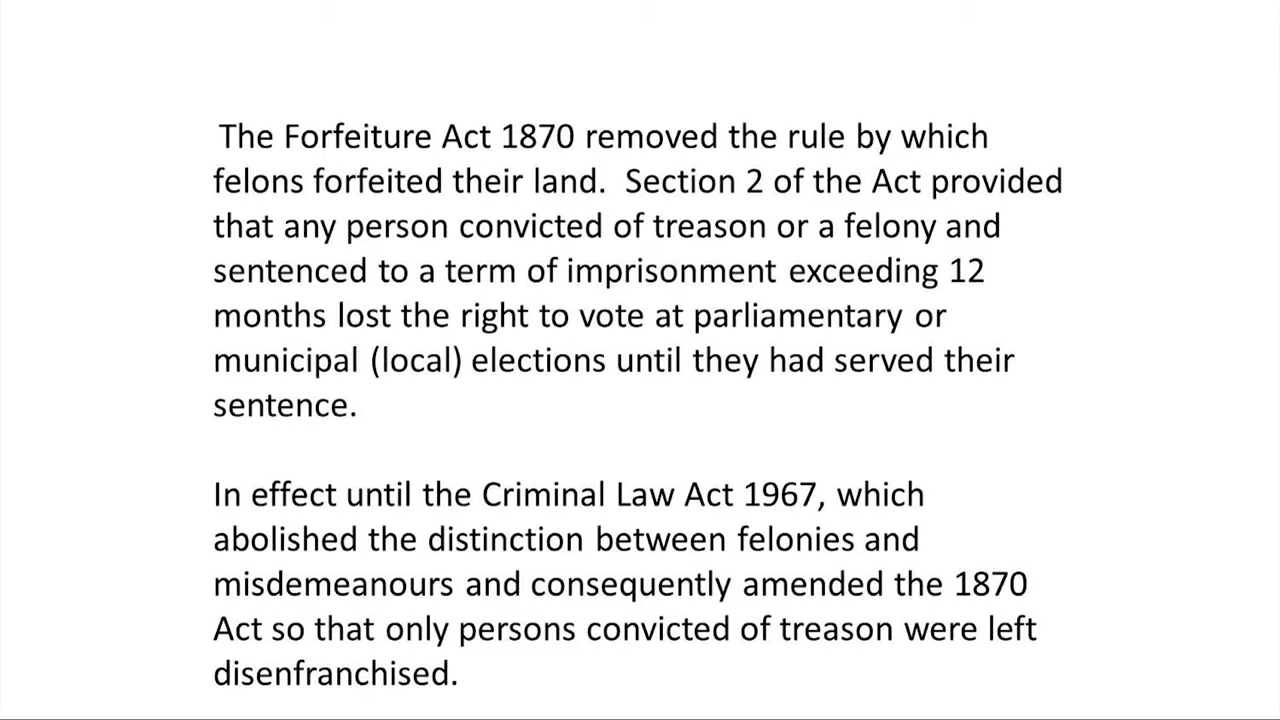 The Forfeiture Act 1870 removed the rule by which
felons forfeited their land.  Section 2 of the Act provided
that any person convicted of treason or a felony and
sentenced to a term of imprisonment exceeding 12
months lost the right to vote at parliamentary or
municipal (local) elections until they had served their
sentence.
In effect until the Criminal Law Act 1967, which
abolished the distinction between felonies and
misdemeanours and consequently amended the 1870
Act so that only persons convicted of treason were left
disenfranchised.